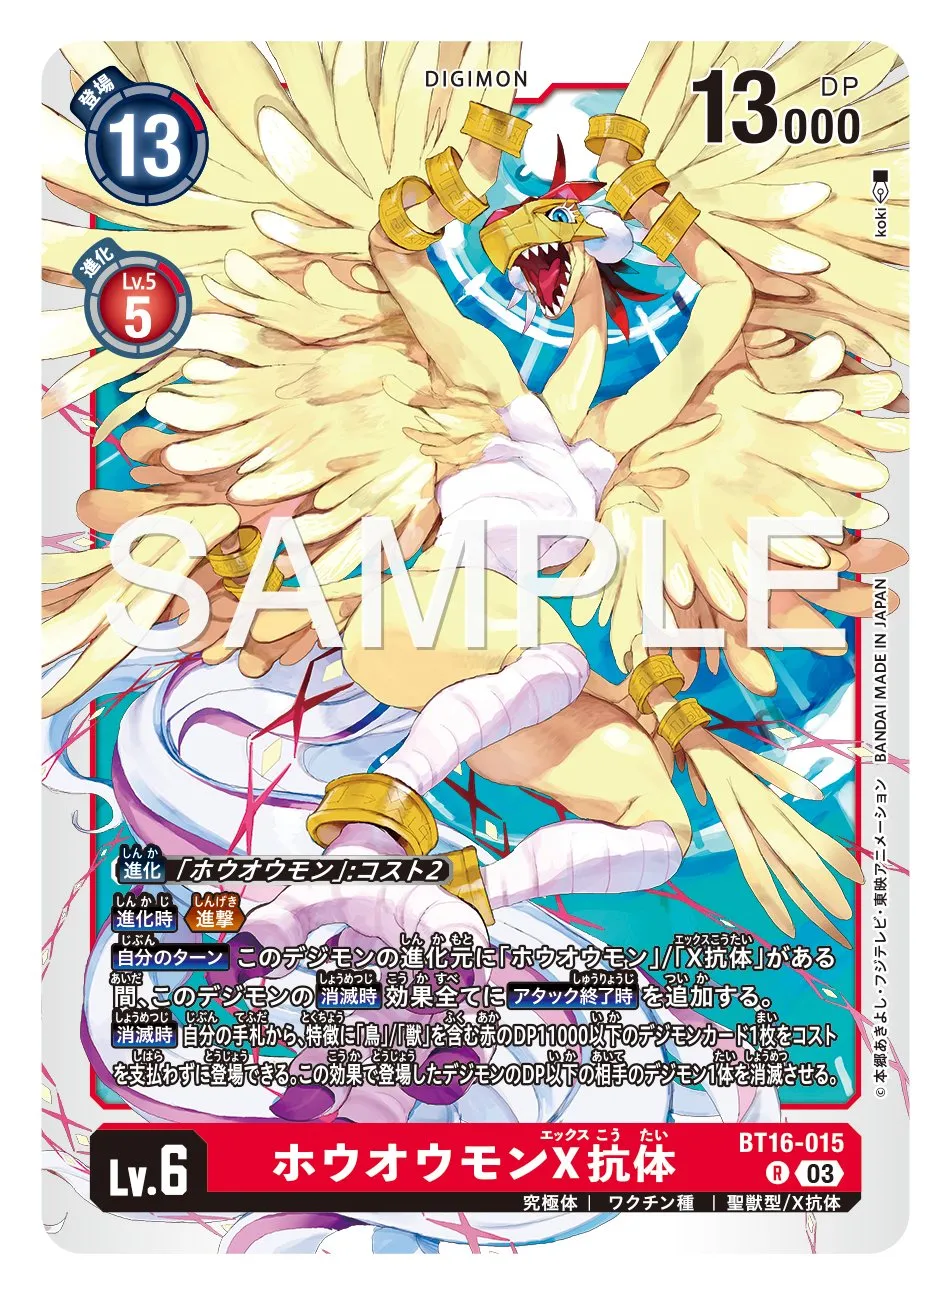 DIGIMON
登場
13
13000
DP
koki
進化
Lv.5
5
SAMPLE
進化 「ホウオウモン」:コスト2
進化時 進撃
自分のターン このデジモンの進化元に「ホウオウモン」/「X抗体」がある
間、このデジモンの 消滅時 効果全てに アタック終了時 を追加する。
消滅時 自分の手札から、特徴に「鳥」/「獣」を含む赤のDP11000以下のデジモンカード1枚をコスト
を支払わずに登場できる。この効果で登場したデジモンのDP以下の相手のデジモン1体を消滅させる。
©本郷あきよし・フジテレビ・東映アニメーション BANDAI MADE IN JAPAN
Lv.6
ホウオウモンX抗体
エックス こう たい
BT16-015
R 03
究極体 | ワクチン種 | 聖獣型/X抗体